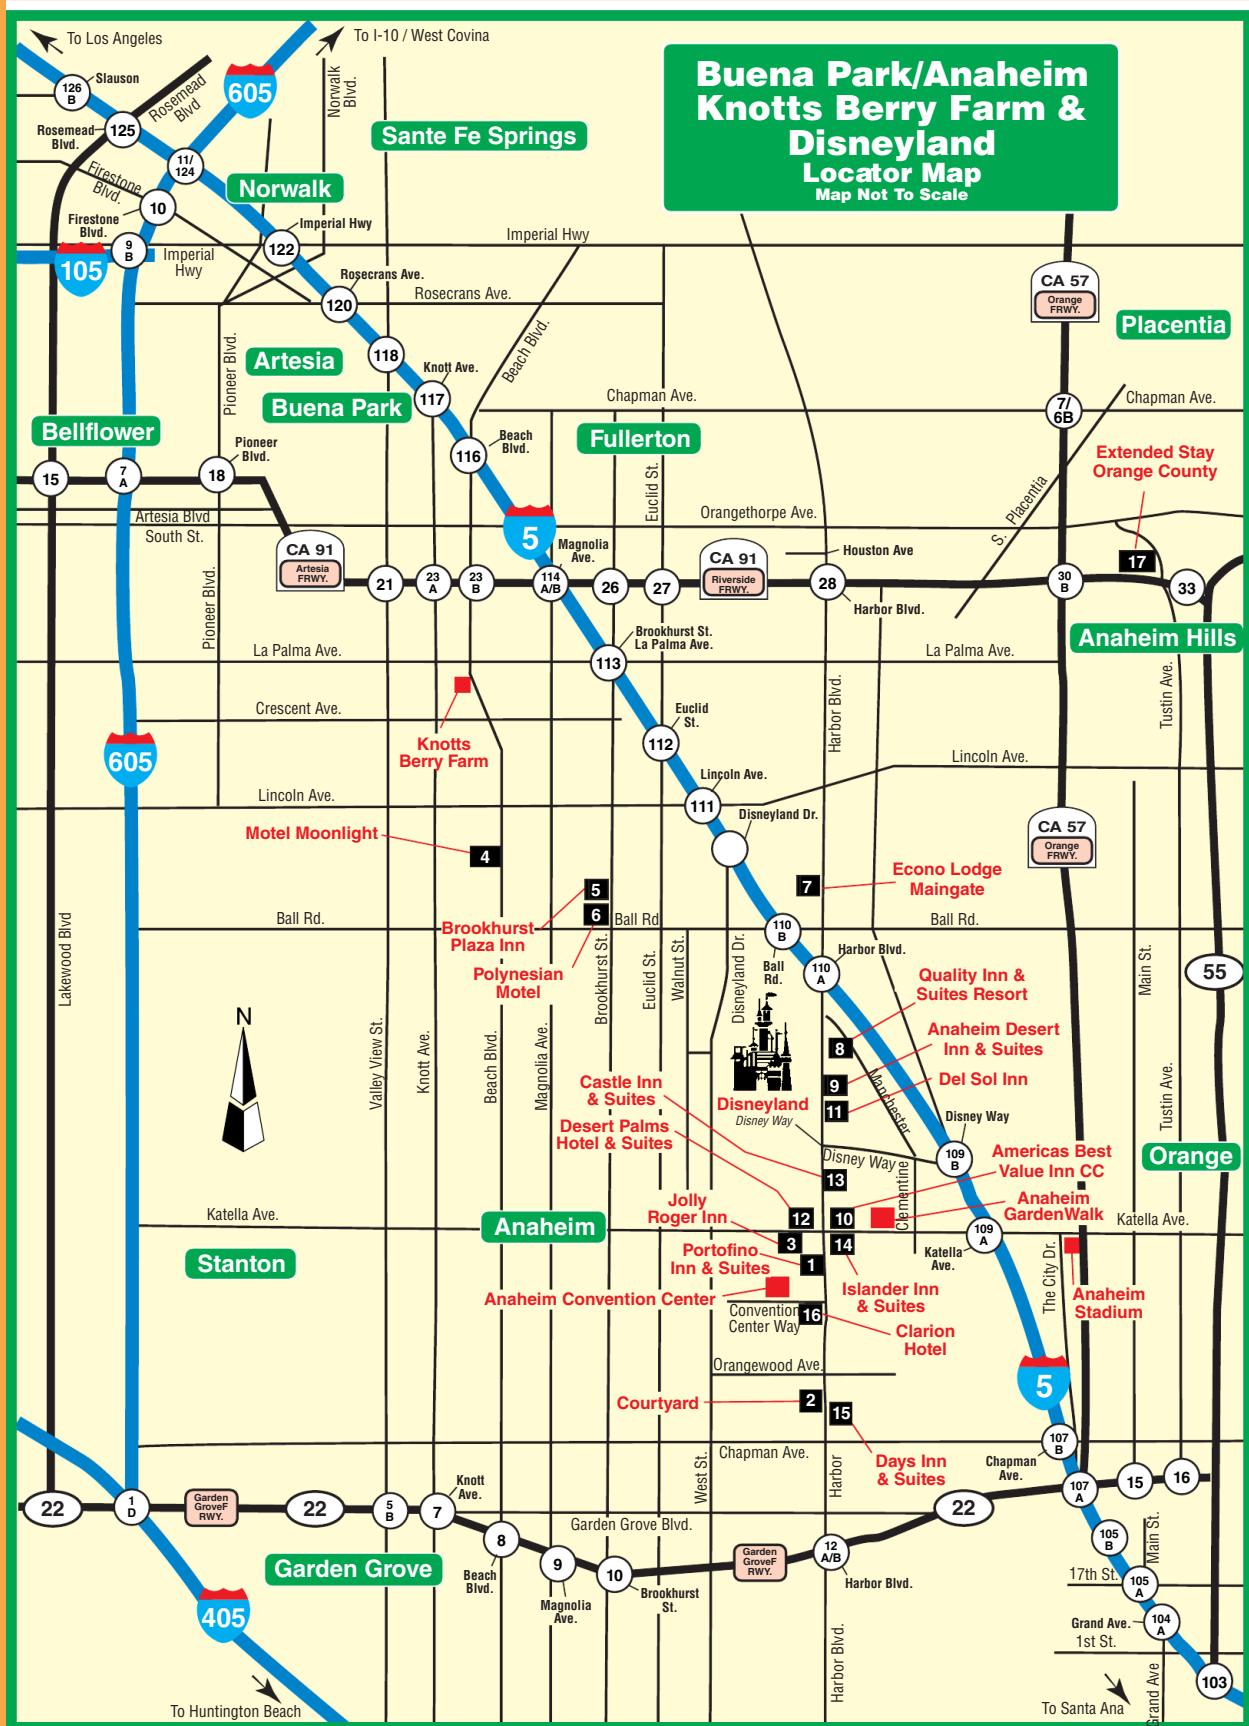 To Los Angeles
To I-10 / West Covina
Buena Park/Anaheim
Knotts Berry Farm &
Disneyland
Locator Map
Map Not To Scale
Slauson
126
B
Rosemead
Blvd
605
Norwalk
Blvd.
Rosemead
Blvd.
125
Sante Fe Springs
11/
124
Firestone
Blvd.
Norwalk
10
Firestone
Blvd.
Imperial Hwy
122
9
B
Imperial
Hwy
Imperial Hwy
105
Rosecrans Ave.
120
Rosecrans Ave.
CA 57
Orange
FRWY.
Placentia
Pioneer Blvd.
Artesia
118
Knott Ave.
Beach Blvd.
117
Buena Park
Chapman Ave.
Chapman Ave.
7/
6B
Bellflower
Beach
Blvd.
116
Fullerton
Pioneer
Blvd.
15
7
A
18
Euclid St.
Extended Stay
Orange County
S. Placentia
Artesia Blvd
South St.
5
Orangethorpe Ave.
CA 91
Artesia
FRWY.
Magnolia
Ave.
CA 91
Riverside
FRWY.
Houston Ave
17
21
23
A
23
B
114
A/B
26
27
28
Harbor Blvd.
30
B
33
Pioneer Blvd.
Brookhurst St.
La Palma Ave.
Anaheim Hills
La Palma Ave.
113
La Palma Ave.
Tustin Ave.
Harbor Blvd.
Crescent Ave.
Euclid
St.
112
Knotts
Berry Farm
605
Lincoln Ave.
Lincoln Ave.
Lincoln Ave.
111
Disneyland Dr.
CA 57
Orange
FRWY.
Motel Moonlight
4
5
6
7
Econo Lodge
Maingate
Lakewood Blvd
Ball Rd.
Brookhurst
Plaza Inn
Ball Rd
110
B
Ball Rd.
Ball
Rd.
Harbor Blvd.
110
A
Polynesian
Motel
Brookhurst St.
Euclid St.
Walnut St.
Disneyland Dr.
Main St.
55
Quality Inn &
Suites Resort
N
Valley View St.
Knott Ave.
Beach Blvd.
Magnolia Ave.
8
Anaheim Desert
Inn & Suites
Castle Inn
& Suites
9
Manchester
Del Sol Inn
Disneyland
Disney Way
11
Tustin Ave.
Desert Palms
Hotel & Suites
Disney Way
Disney Way
109
B
Americas Best
Value Inn CC
Orange
13
Clementine
Jolly
Roger Inn
12
10
Anaheim
GardenWalk
Katella Ave.
Anaheim
Katella Ave.
109
A
Katella
Ave.
3
14
Stanton
Portofino
Inn & Suites
1
The City Dr.
Anaheim Convention Center
Islander Inn
& Suites
Anaheim
Stadium
Convention
Center Way
16
Clarion
Hotel
Orangewood Ave.
5
Courtyard
2
15
Chapman Ave.
West St.
Harbor
Days Inn
& Suites
107
B
Chapman
Ave.
22
1
D
Garden
GroveF
RWY.
22
5
B
7
Knott
Ave.
22
107
A
15
16
Garden Grove Blvd.
8
Beach
Blvd.
9
Magnolia
Ave.
10
Brookhurst
St.
Garden
GroveF
RWY.
12
A/B
Harbor Blvd.
105
B
Main St.
Garden Grove
17th St.
105
A
405
Grand Ave.
104
A
1st St.
Harbor Blvd.
103
To Huntington Beach
To Santa Ana
Grand Ave